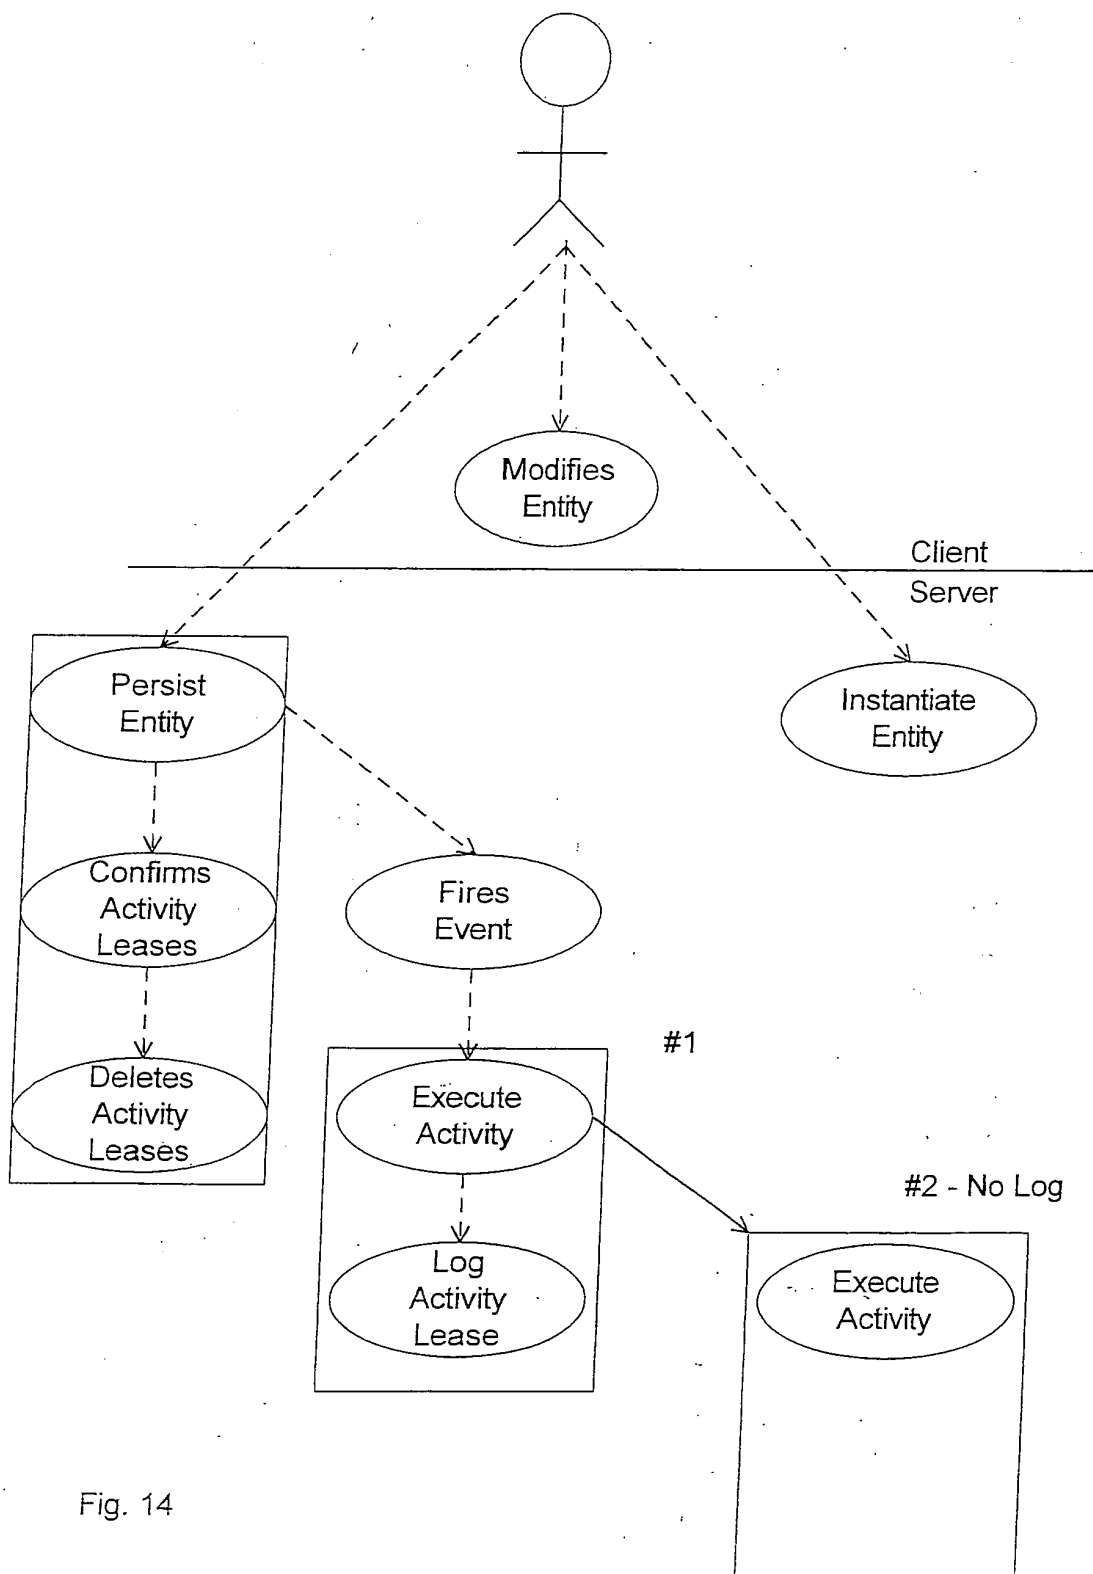 Modifies
Entity
Client
Server
Persist
Entity
Instantiate
Entity
Confirms
Activity
Leases
Fires
Event
#1
Deletes
Activity
Leases
Execute
Activity
#2 - No Log
Log
Activity
Lease
Execute
Activity
Fig. 14